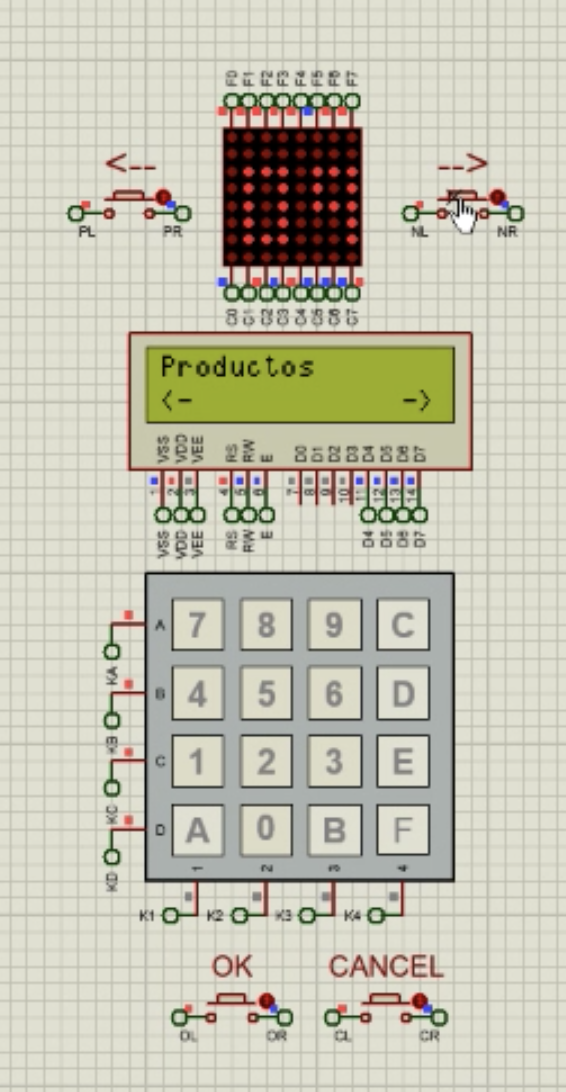 F0 F1 F2 F3 F4 F5 F6 F7
<-- -->
PL PR NL NR
C0 C1 C2 C3 C4 C5 C6 C7
Productos
<- ->
VSS VDD VEE RS RW E D0 D1 D2 D3 D4 D5 D6 D7
1 2 3 4 5 6 7 8 9 10 11 12 13 14
VSS VDD VEE RS RW E D4 D5 D6 D7
A 7 8 9 C
KA
B 4 5 6 D
KB
C 1 2 3 E
KC
D A 0 B F
KD
1 2 3 4
K1 K2 K3 K4
OK CANCEL
OL OR CL CR